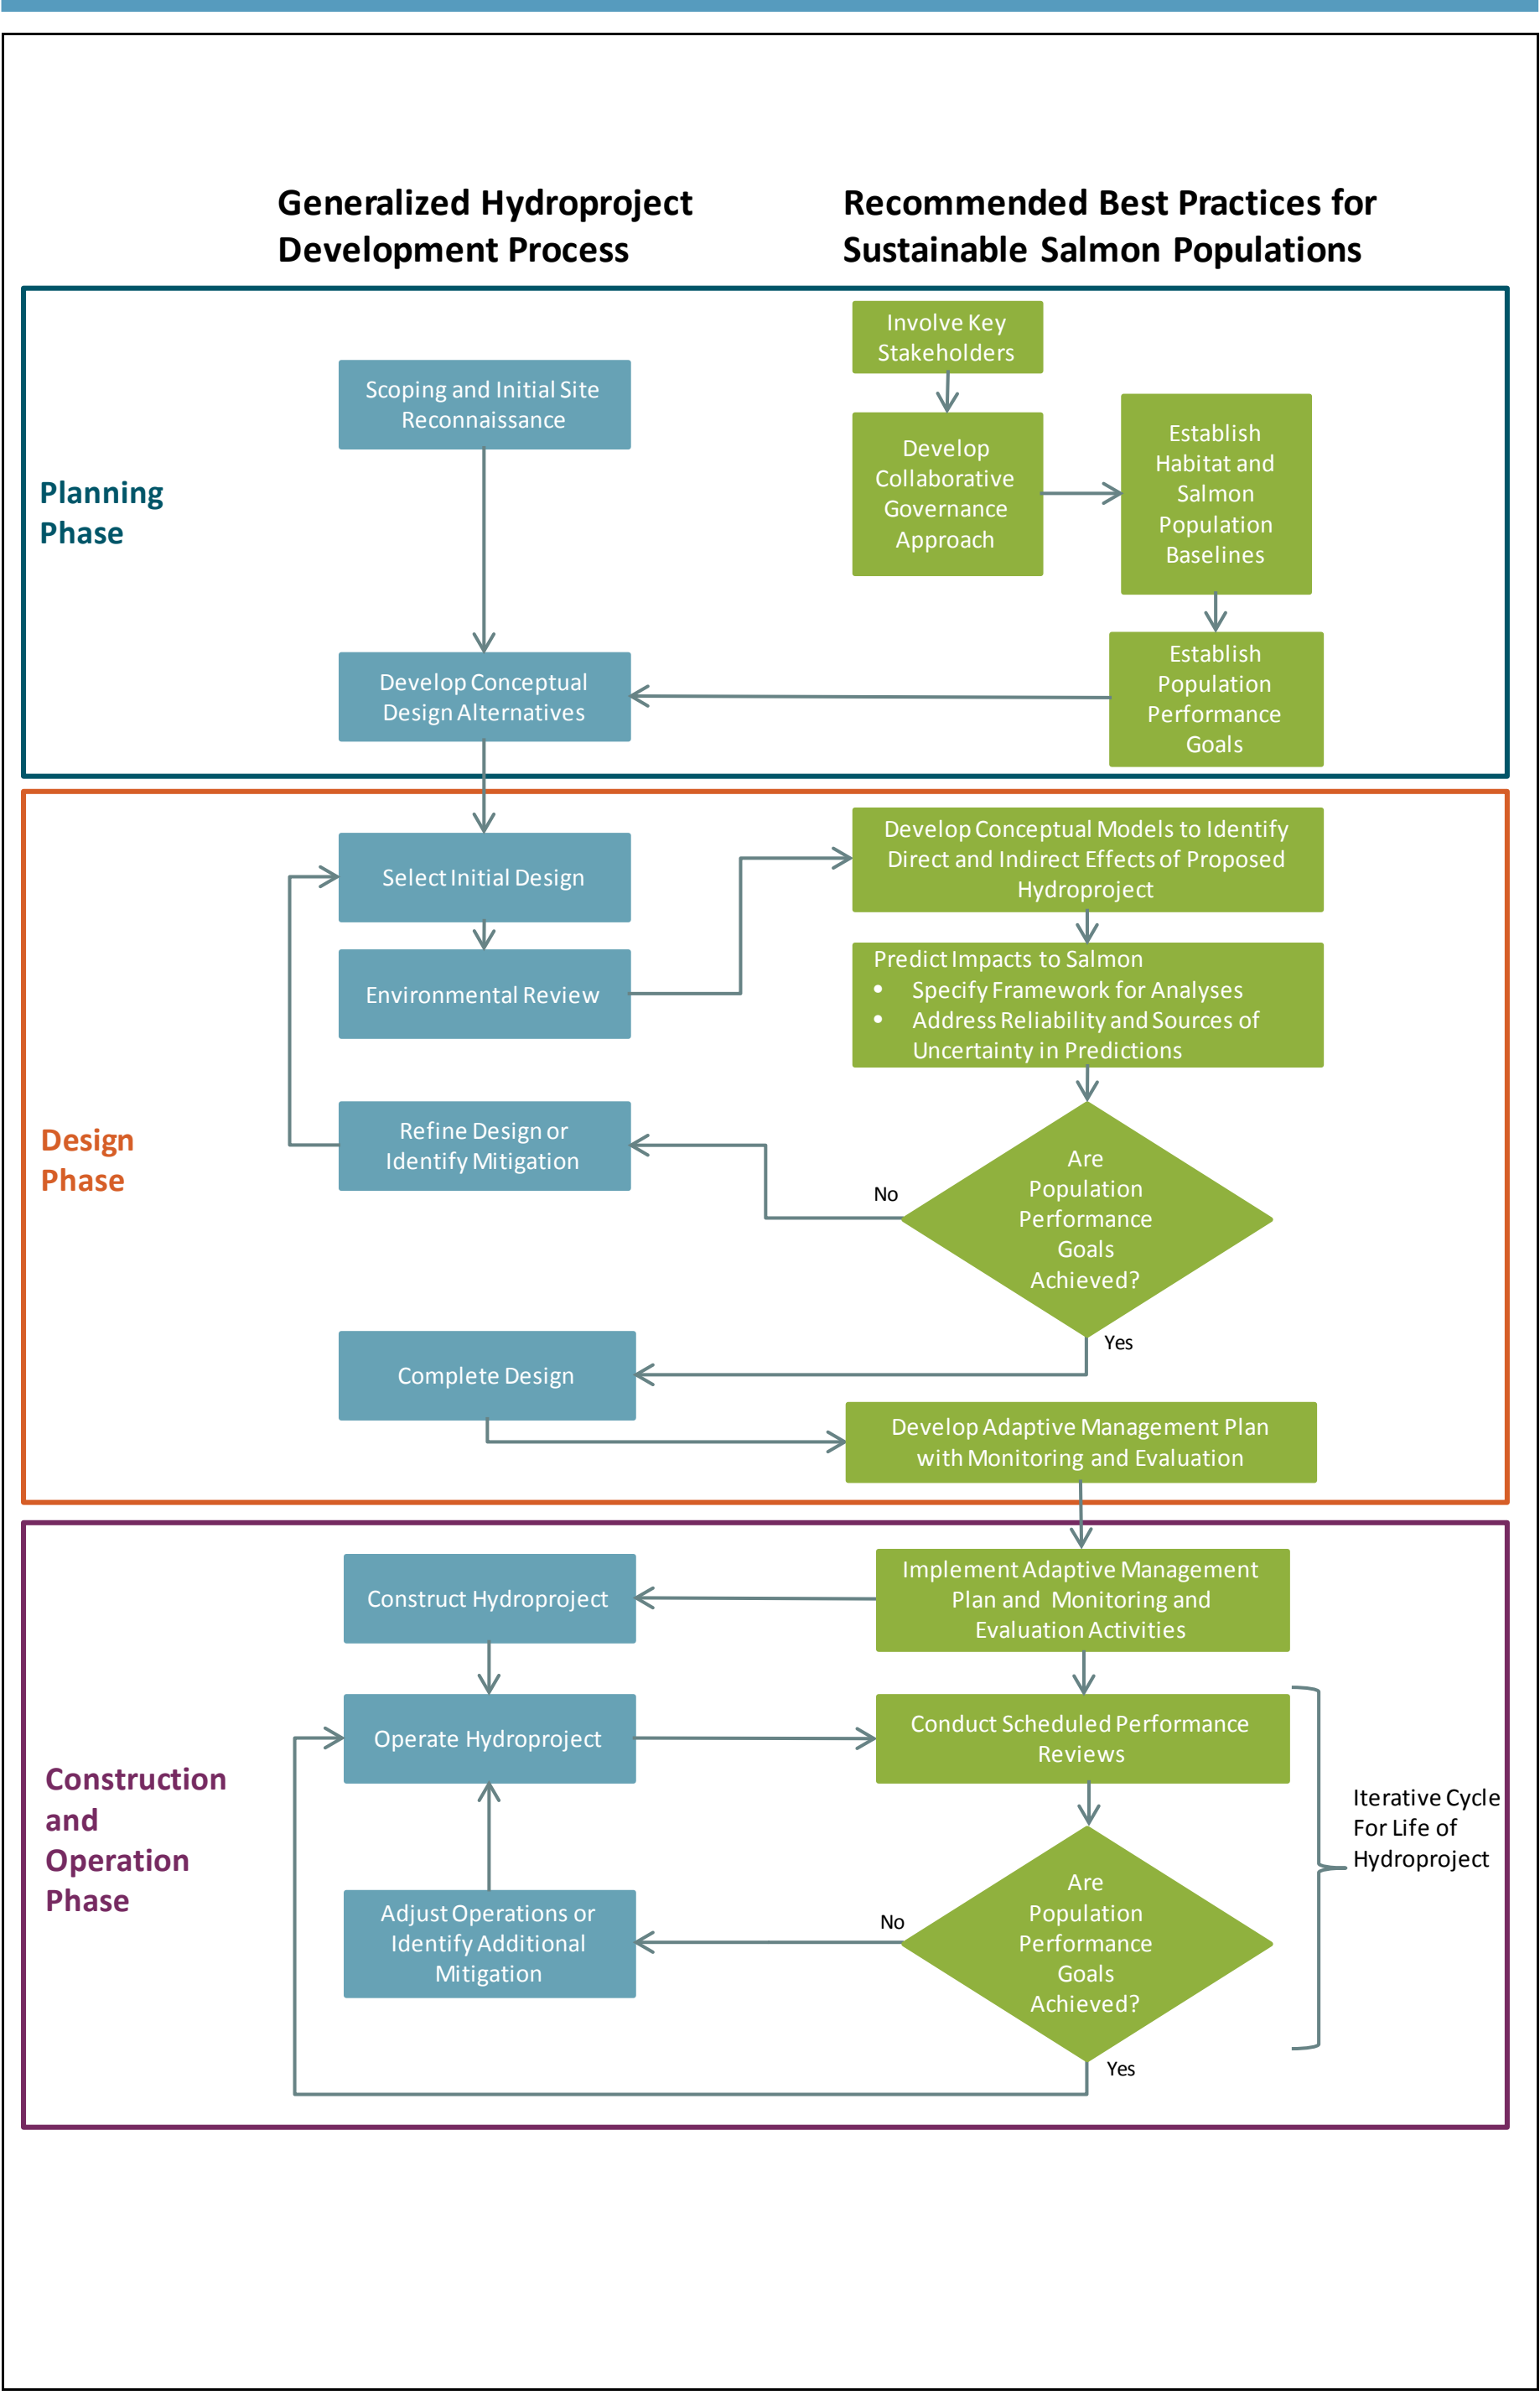 Generalized Hydroproject
Development Process
Recommended Best Practices for
Sustainable Salmon Populations
Planning
Phase
Scoping and Initial Site
Reconnaissance
Involve Key
Stakeholders
Develop
Collaborative
Governance
Approach
Establish
Habitat and
Salmon
Population
Baselines
Develop Conceptual
Design Alternatives
Establish
Population
Performance
Goals
Design
Phase
Select Initial Design
Develop Conceptual Models to Identify
Direct and Indirect Effects of Proposed
Hydroproject
Environmental Review
Predict Impacts to Salmon
• Specify Framework for Analyses
• Address Reliability and Sources of
Uncertainty in Predictions
Refine Design or
Identify Mitigation
No
Are
Population
Performance
Goals
Achieved?
Yes
Complete Design
Develop Adaptive Management Plan
with Monitoring and Evaluation
Construction
and
Operation
Phase
Construct Hydroproject
Implement Adaptive Management
Plan and Monitoring and
Evaluation Activities
Operate Hydroproject
Conduct Scheduled Performance
Reviews
Iterative Cycle
For Life of
Hydroproject
Adjust Operations or
Identify Additional
Mitigation
No
Are
Population
Performance
Goals
Achieved?
Yes